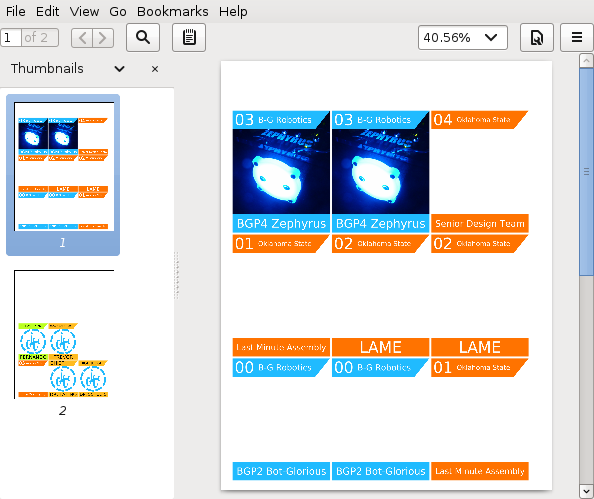 File Edit View Go Bookmarks Help
1 of 2
40.56%
Thumbnails
1
2
03 B-G Robotics 03 B-G Robotics 04 Oklahoma State
BGP4 Zephyrus BGP4 Zephyrus Senior Design Team
01 Oklahoma State 02 Oklahoma State 02 Oklahoma State
Last Minute Assembly LAME LAME
00 B-G Robotics 00 B-G Robotics 01 Oklahoma State
BGP2 Bot-Glorious BGP2 Bot-Glorious Last Minute Assembly